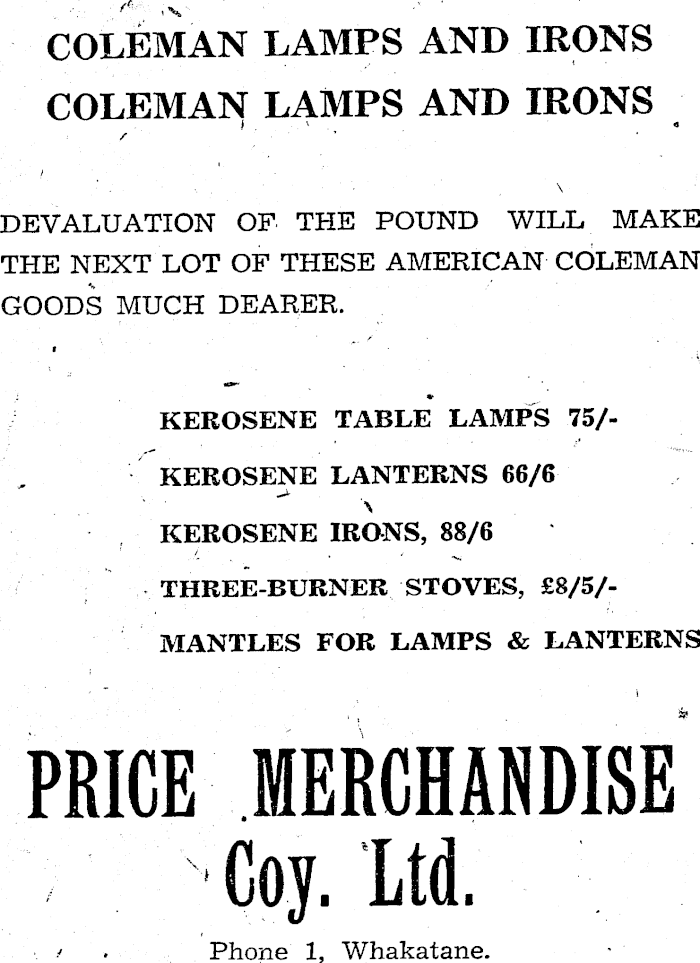 COLEMAN LAMPS AND IRONS
COLEMAN LAMPS AND IRONS
DEVALUATION OF THE POUND WILL MAKE
THE NEXT LOT OF THESE AMERICAN COLEMAN
GOODS MUCH DEARER.
KEROSENE TABLE LAMPS 75/-
KEROSENE LANTERNS 66/6
KEROSENE IRONS, 88/6
THREE-BURNER STOVES, £8/5/-
MANTLES FOR LAMPS & LANTERNS
PRICE MERCHANDISE
Coy. Ltd.
Phone 1, Whakatane.